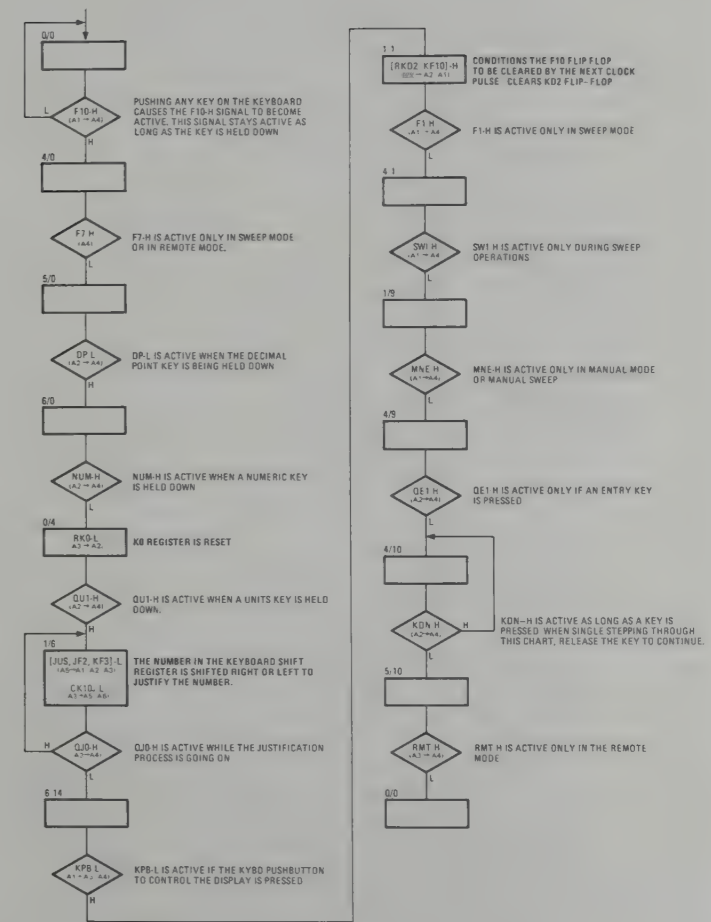 0/0
L
F10-H
(A1 → A4)
H
PUSHING ANY KEY ON THE KEYBOARD
CAUSES THE F10-H SIGNAL TO BECOME
ACTIVE. THIS SIGNAL STAYS ACTIVE AS
LONG AS THE KEY IS HELD DOWN
4/0
F7 H
(A4)
L
F7-H IS ACTIVE ONLY IN SWEEP MODE
OR IN REMOTE MODE.
5/0
DP L
(A2 → A4)
H
DP-L IS ACTIVE WHEN THE DECIMAL
POINT KEY IS BEING HELD DOWN
6/0
NUM-H
(A2 → A4)
L
NUM-H IS ACTIVE WHEN A NUMERIC KEY
IS HELD DOWN
0/4
RK0-L
A3 → A2.
K0 REGISTER IS RESET
QU1-H
(A2 → A4)
H
QU1-H IS ACTIVE WHEN A UNITS KEY IS HELD
DOWN.
1/6
[JUS, JF2, KF3]-L
CK10, L
THE NUMBER IN THE KEYBOARD SHIFT
REGISTER IS SHIFTED RIGHT OR LEFT TO
JUSTIFY THE NUMBER.
H
QJ0-H
L
QJ0-H IS ACTIVE WHILE THE JUSTIFICATION
PROCESS IS GOING ON
6 14
KPB L
H
KPB-L IS ACTIVE IF THE KYBD PUSHBUTTON
TO CONTROL THE DISPLAY IS PRESSED
1 1
[RKD2 KF10]-H
→ A2 A1)
CONDITIONS THE F10 FLIP FLOP
TO BE CLEARED BY THE NEXT CLOCK
PULSE CLEARS KD2 FLIP-FLOP
F1 H
(A1 → A4
L
F1-H IS ACTIVE ONLY IN SWEEP MODE
4 1
SW1 H
(A1 → A4
L
SW1 H IS ACTIVE ONLY DURING SWEEP
OPERATIONS
1/9
MNE H
(A1 → A4)
L
MNE-H IS ACTIVE ONLY IN MANUAL MODE
OR MANUAL SWEEP
4/9
QE1 H
(A2 → A4)
L
QE1 H IS ACTIVE ONLY IF AN ENTRY KEY
IS PRESSED
4/10
KDN H
(A2 → A4,
H
L
KDN-H IS ACTIVE AS LONG AS A KEY IS
PRESSED WHEN SINGLE STEPPING THROUGH
THIS CHART, RELEASE THE KEY TO CONTINUE.
5/10
RMT H
(A3 → A4)
L
RMT H IS ACTIVE ONLY IN THE REMOTE
MODE
0/0